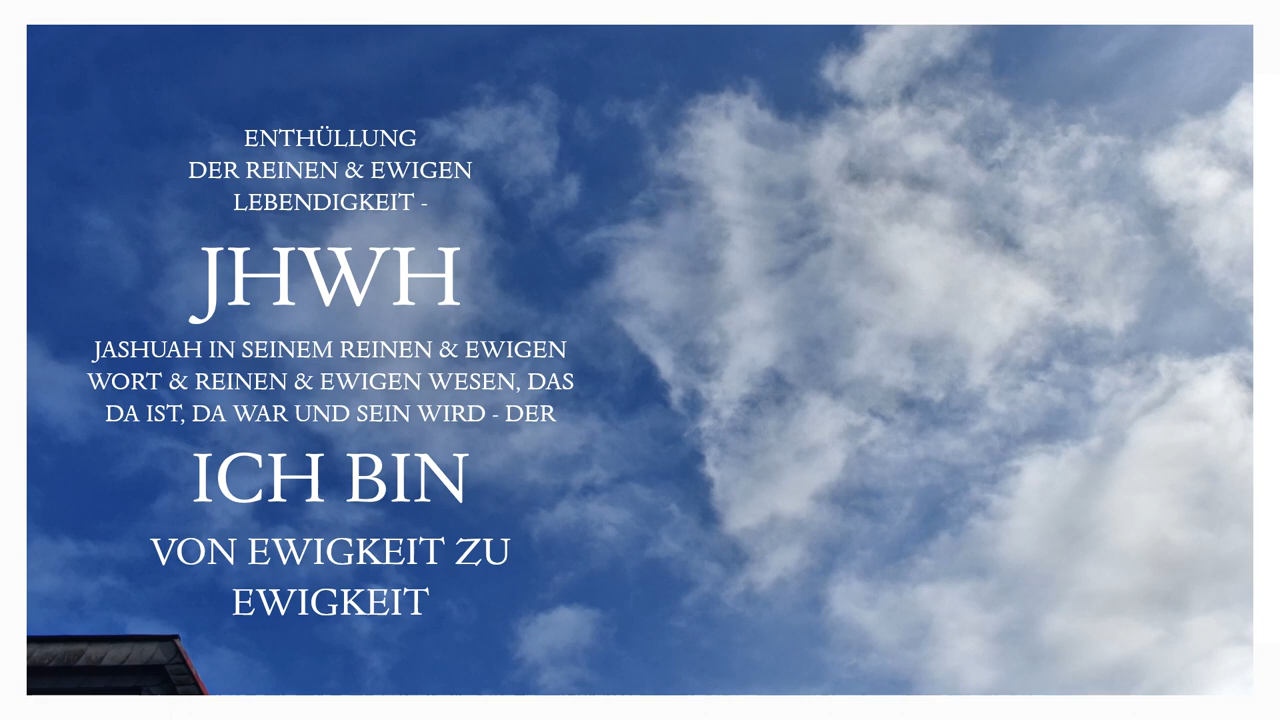 ENTHÜLLUNG
DER REINEN & EWIGEN
LEBENDIGKEIT -
JHWH
JASHUAH IN SEINEM REINEN & EWIGEN
WORT & REINEN & EWIGEN WESEN, DAS
DA IST, DA WAR UND SEIN WIRD - DER
ICH BIN
VON EWIGKEIT ZU
EWIGKEIT